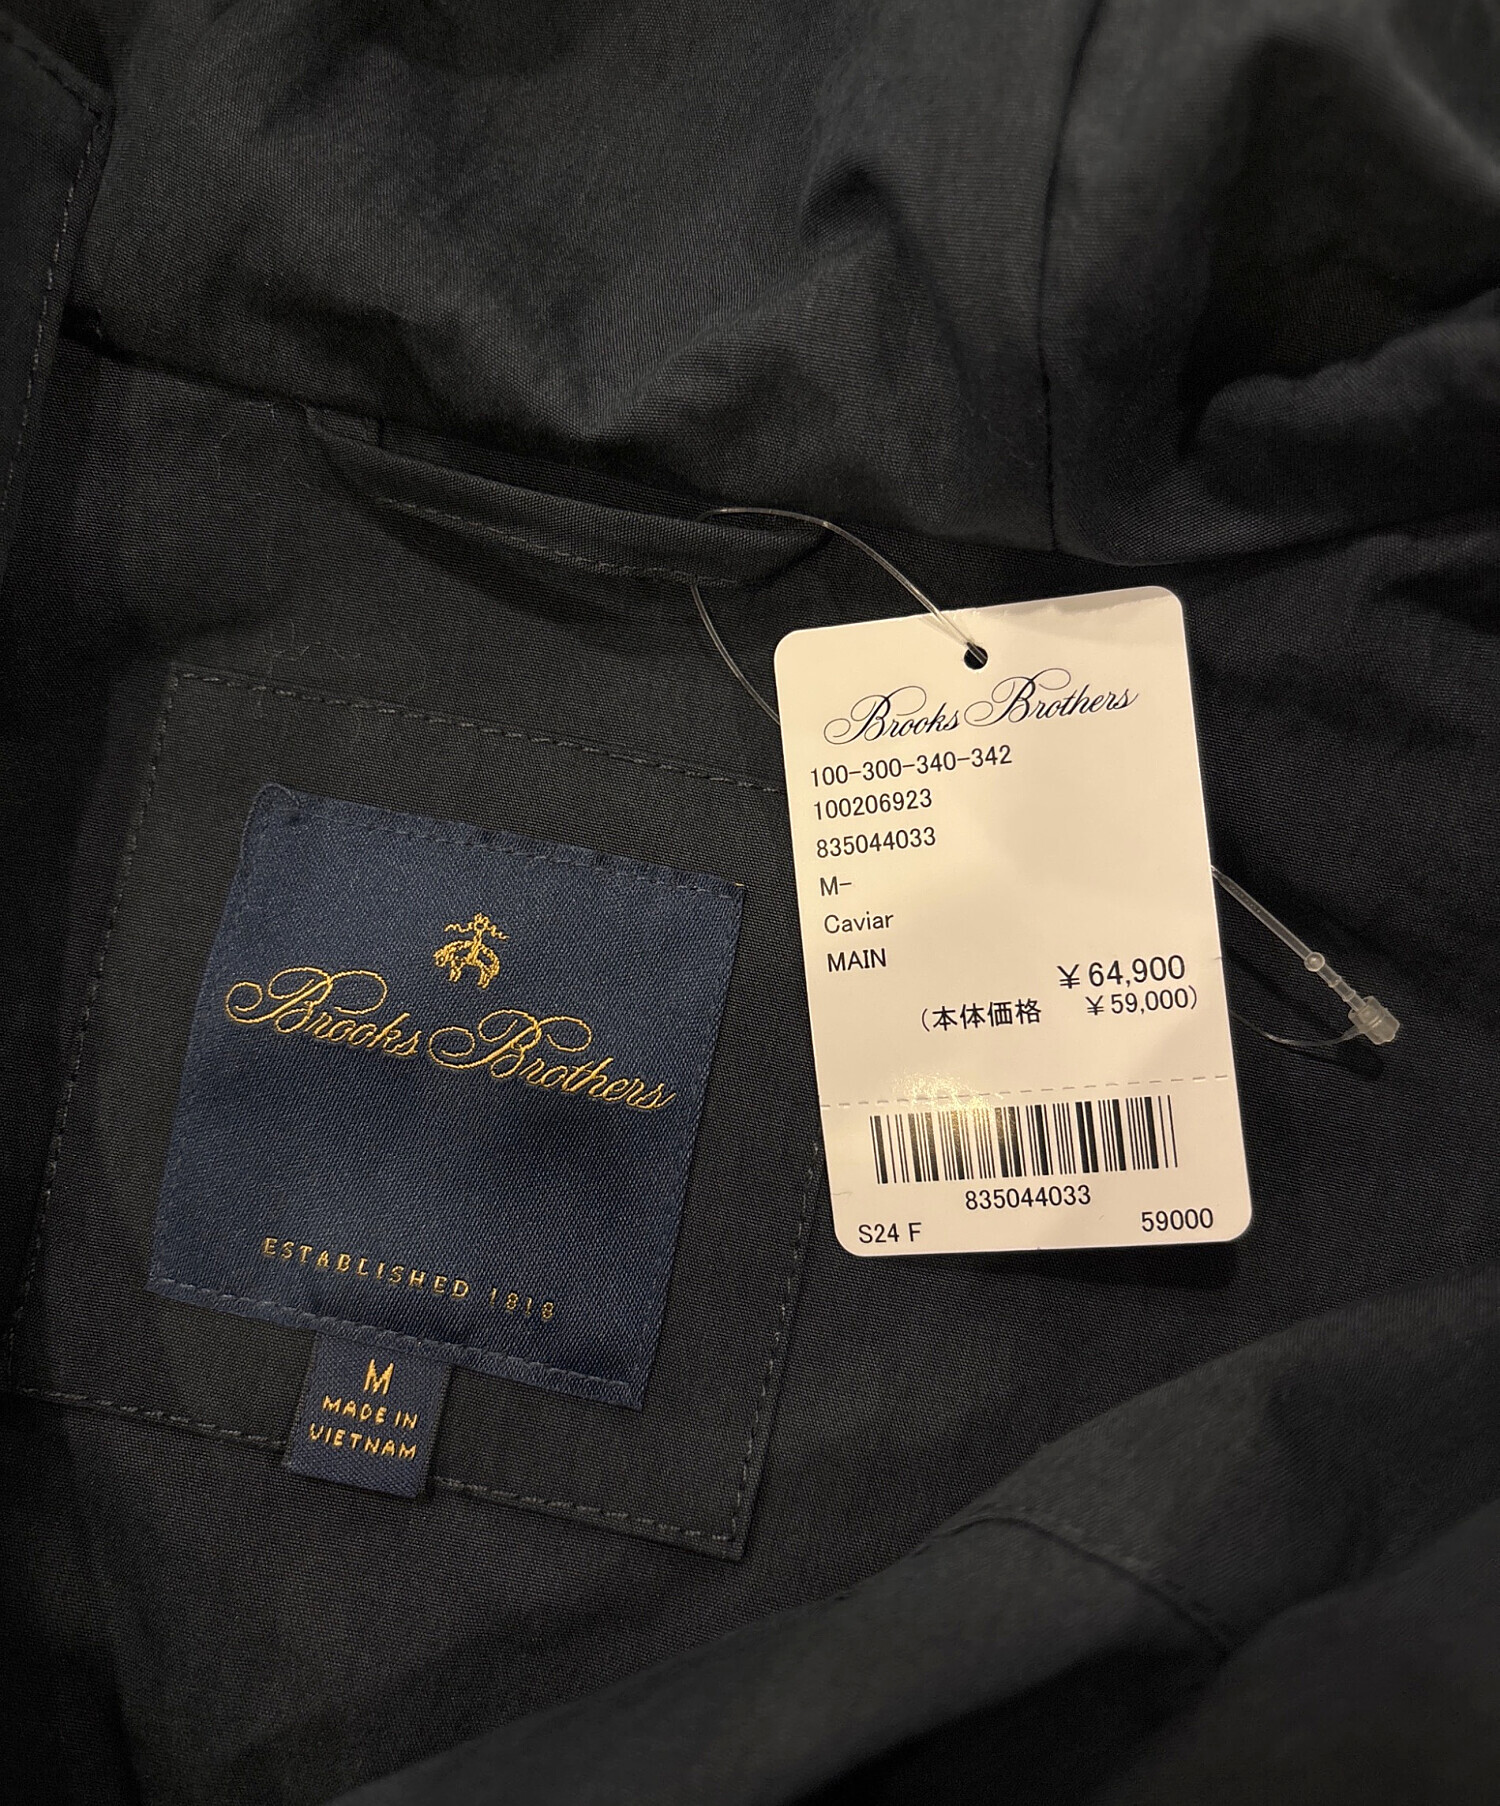 Brooks Brothers
ESTABLISHED 1818
M
MADE IN
VIETNAM
Brooks Brothers
100-300-340-342
100206923
835044033
M-
Caviar
MAIN
¥64,900
(本体価格 ¥59,000)
835044033
S24 F 59000